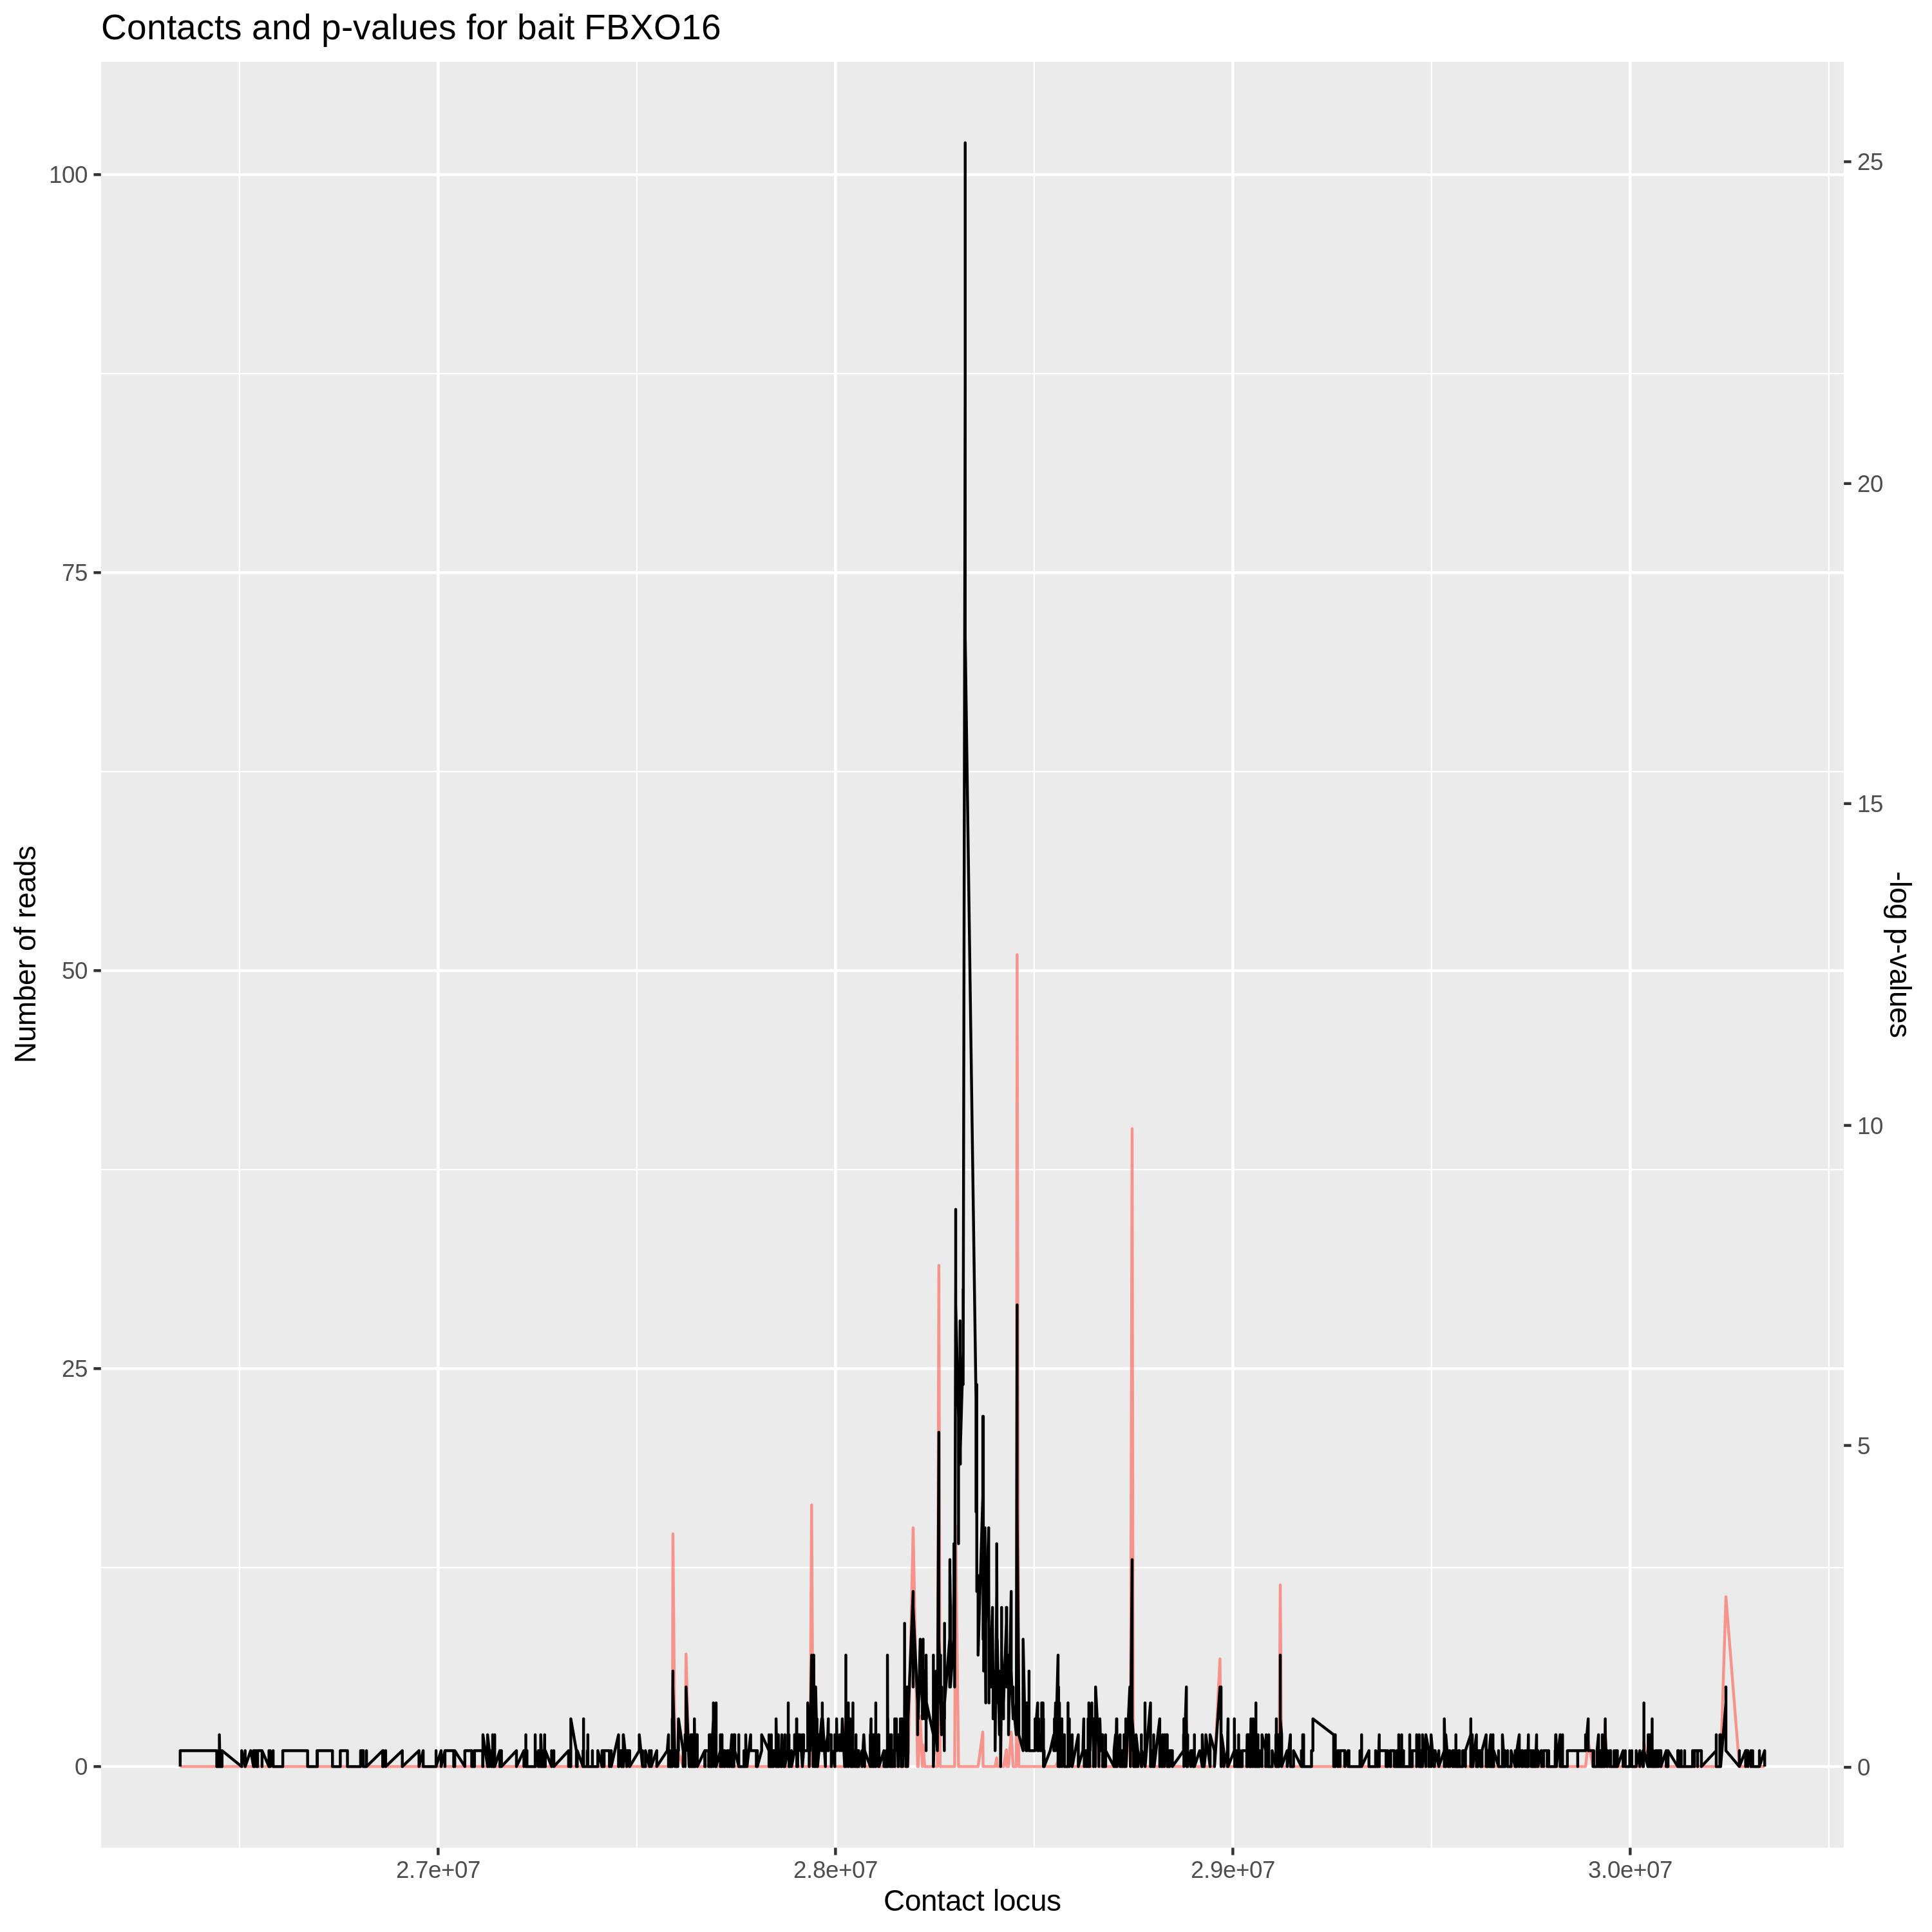 Contacts and p-values for bait FBXO16
100
75
50
25
0
Number of reads
25
20
15
10
5
0
-log p-values
2.7e+07
2.8e+07
2.9e+07
3.0e+07
Contact locus